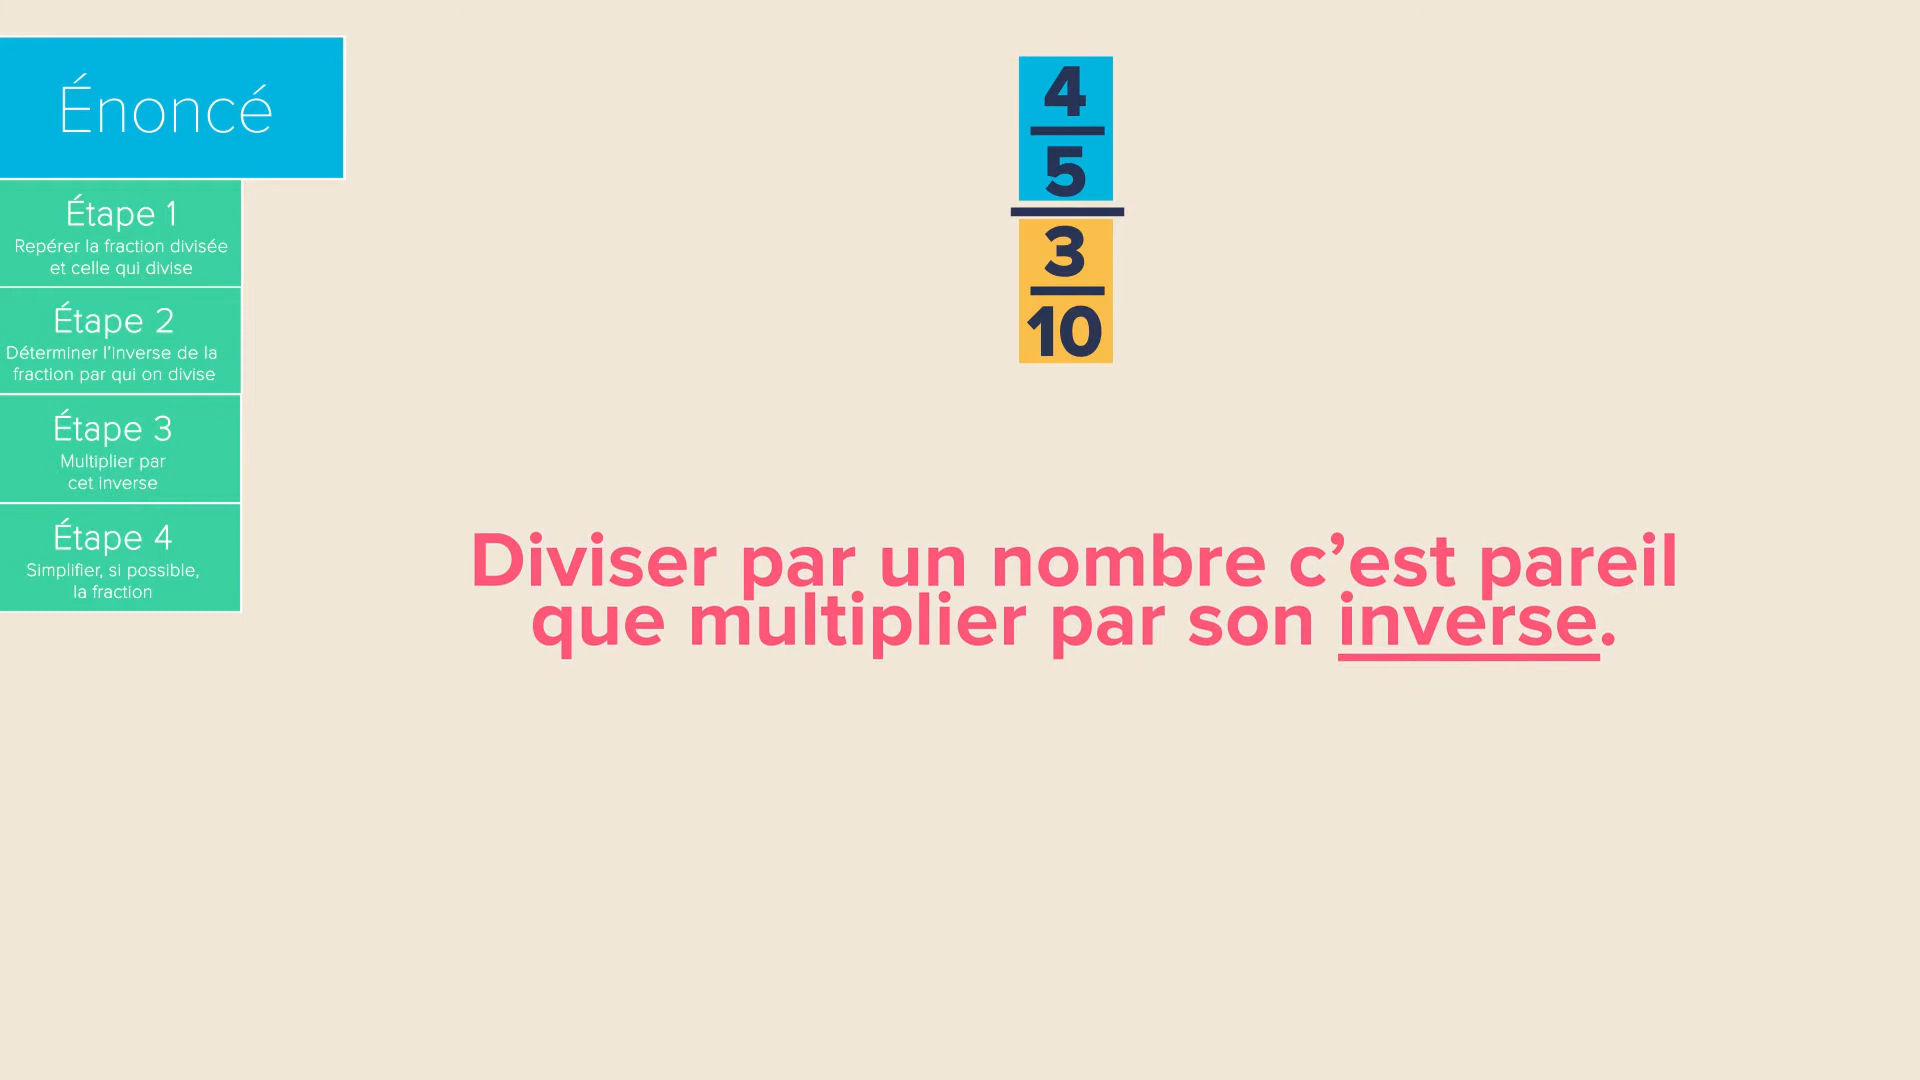 Énoncé
Étape 1
Repérer la fraction divisée
et celle qui divise
Étape 2
Déterminer l'inverse de la
fraction par qui on divise
Étape 3
Multiplier par
cet inverse
Étape 4
Simplifier, si possible,
la fraction
4
5
3
10
Diviser par un nombre c’est pareil
que multiplier par son inverse.